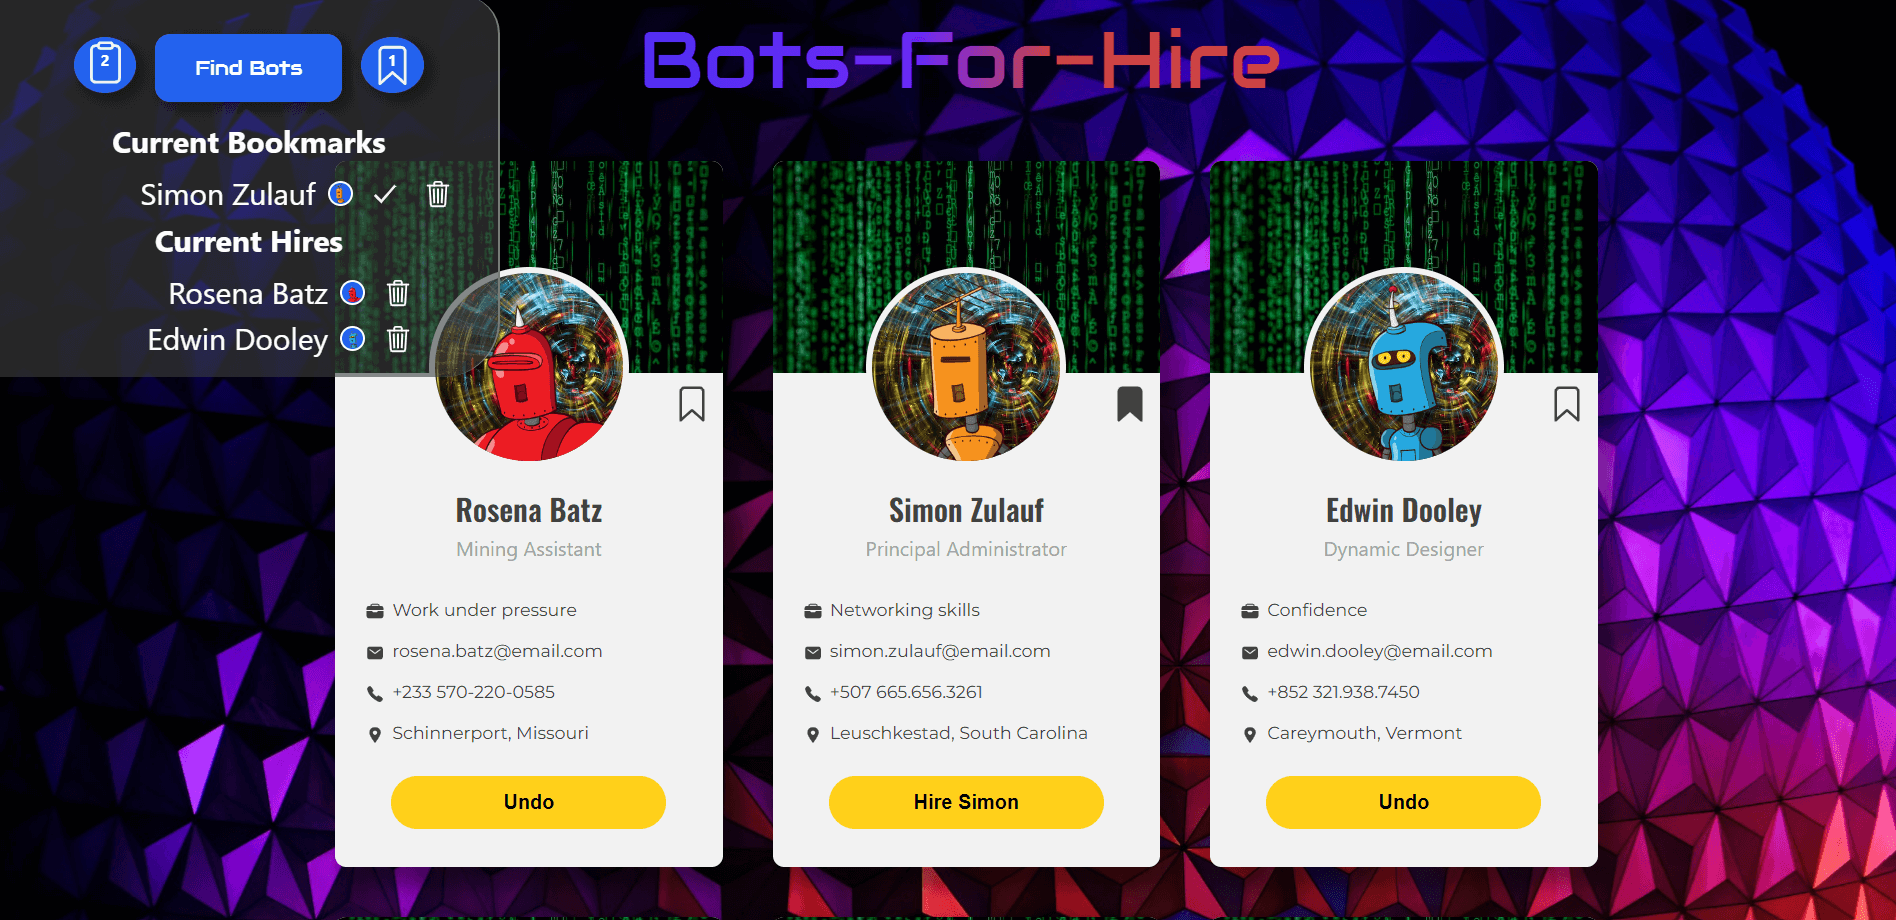 Bots-For-Hire
2
Find Bots
1
Current Bookmarks
Simon Zulauf
Current Hires
Rosena Batz
Edwin Dooley
Rosena Batz
Mining Assistant
Work under pressure
rosena.batz@email.com
+233 570-220-0585
Schinnerport, Missouri
Undo
Simon Zulauf
Principal Administrator
Networking skills
simon.zulauf@email.com
+507 665.656.3261
Leuschkestad, South Carolina
Hire Simon
Edwin Dooley
Dynamic Designer
Confidence
edwin.dooley@email.com
+852 321.938.7450
Careymouth, Vermont
Undo